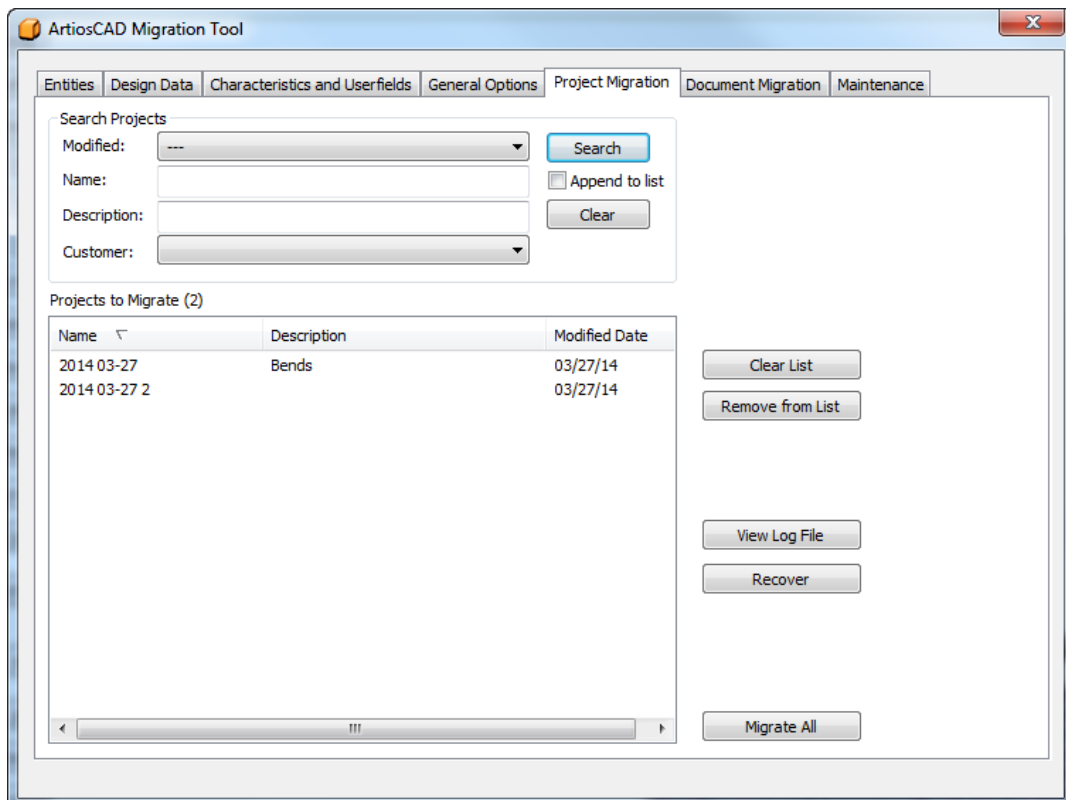 ArtiosCAD Migration Tool
Entities Design Data Characteristics and Userfields General Options Project Migration Document Migration Maintenance
Search Projects
Modified: --- Search
Name: Append to list
Description: Clear
Customer:
Projects to Migrate (2)
Name Description Modified Date
2014 03-27 Bends 03/27/14
2014 03-27 2 03/27/14
Clear List
Remove from List
View Log File
Recover
Migrate All